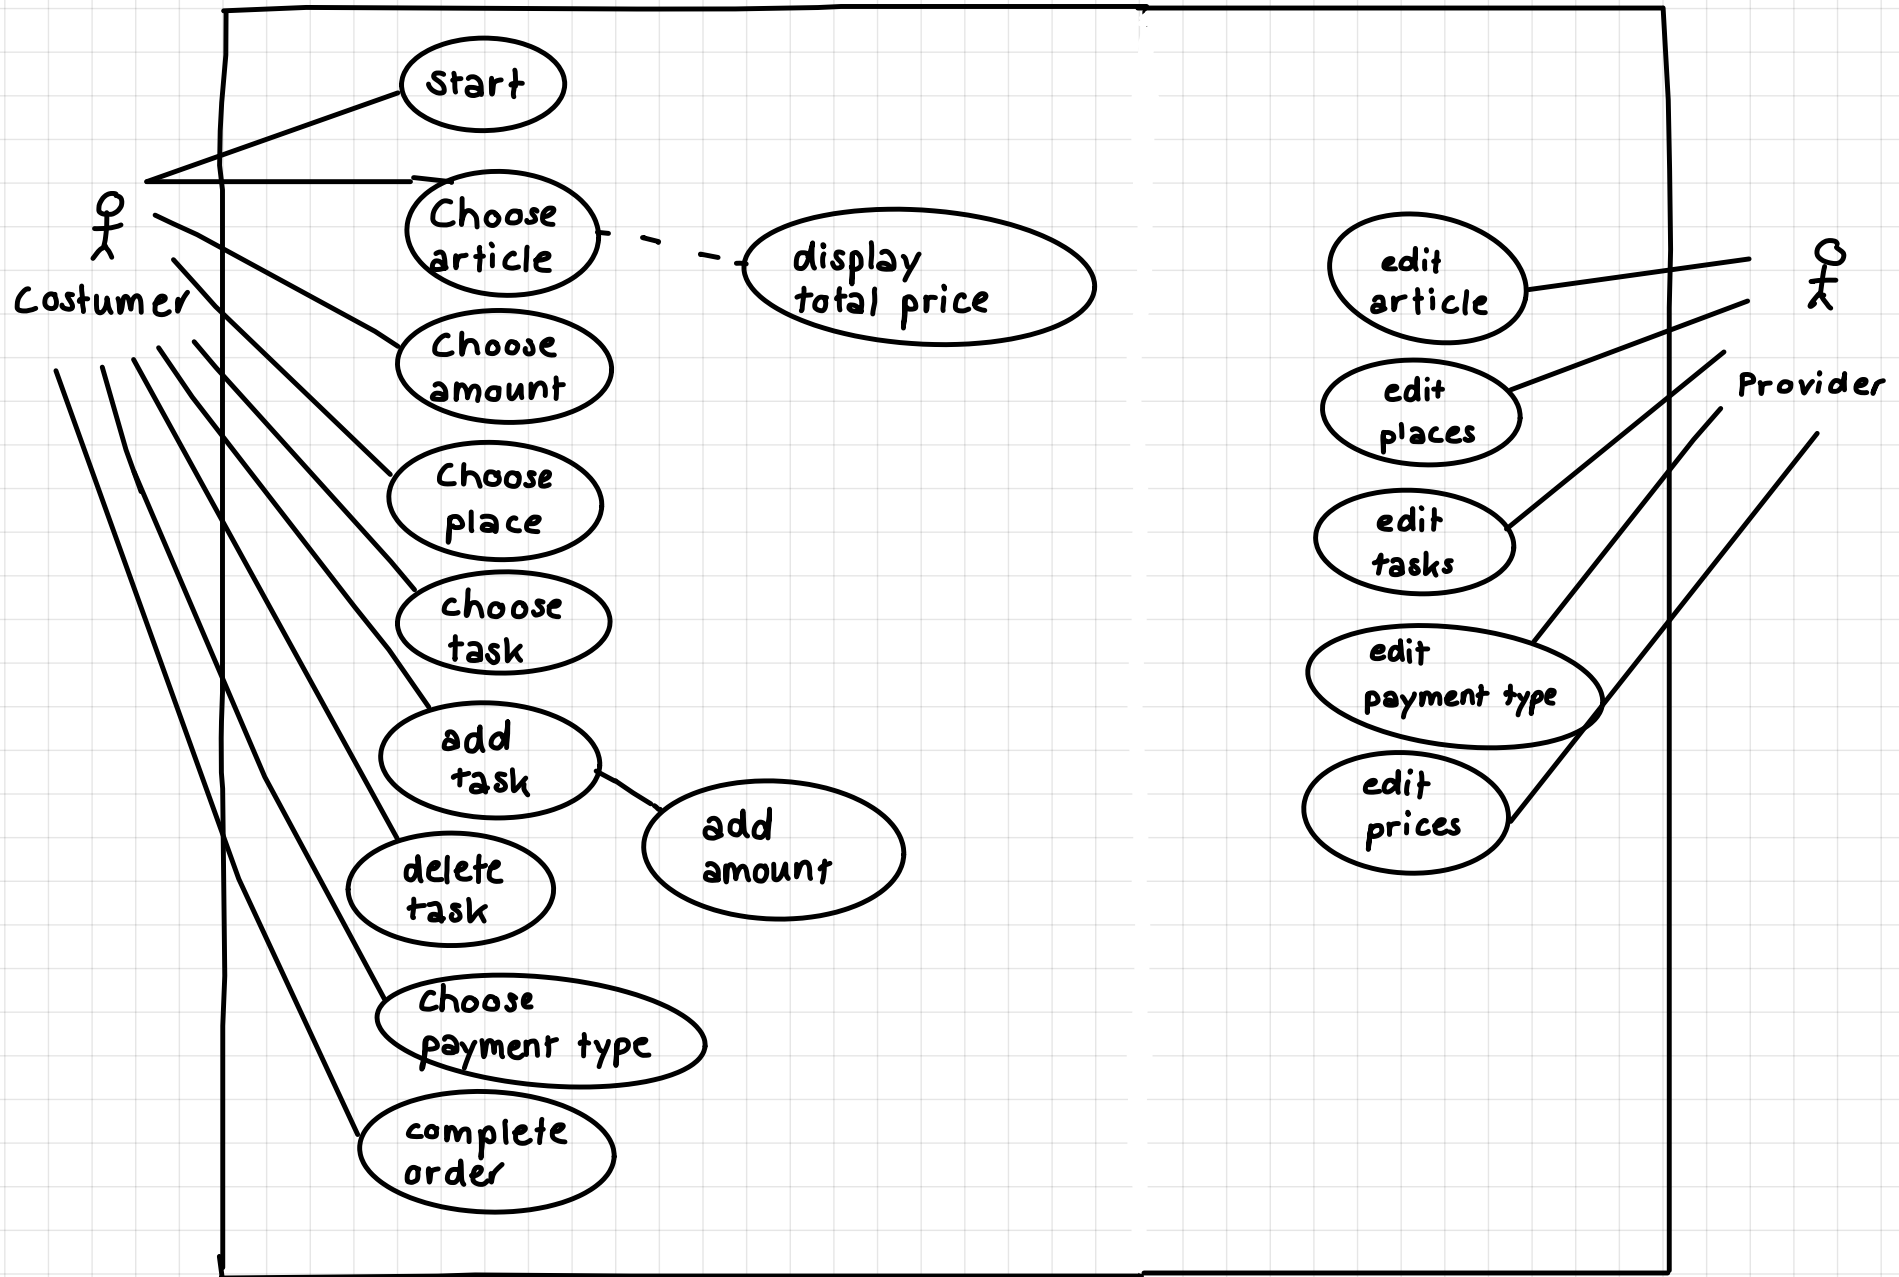 start
Choose
article
display
total price
Costumer
Choose
amount
Choose
place
choose
task
add
task
add
amount
delete
task
choose
payment type
complete
order
edit
article
edit
places
Provider
edit
tasks
edit
payment type
edit
prices